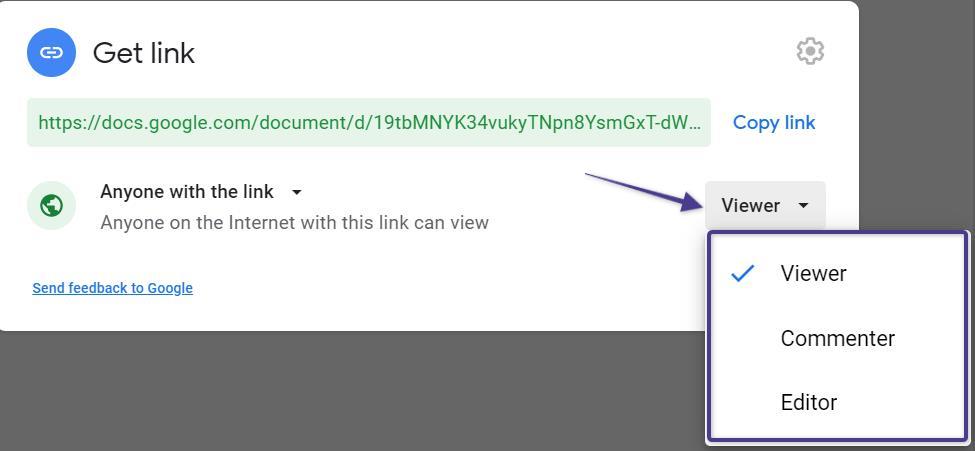 Get link
https://docs.google.com/document/d/19tbMNYK34vukyTNpn8YsmGxT-dW...
Copy link
Anyone with the link
Anyone on the Internet with this link can view
Viewer
Viewer
Commenter
Editor
Send feedback to Google